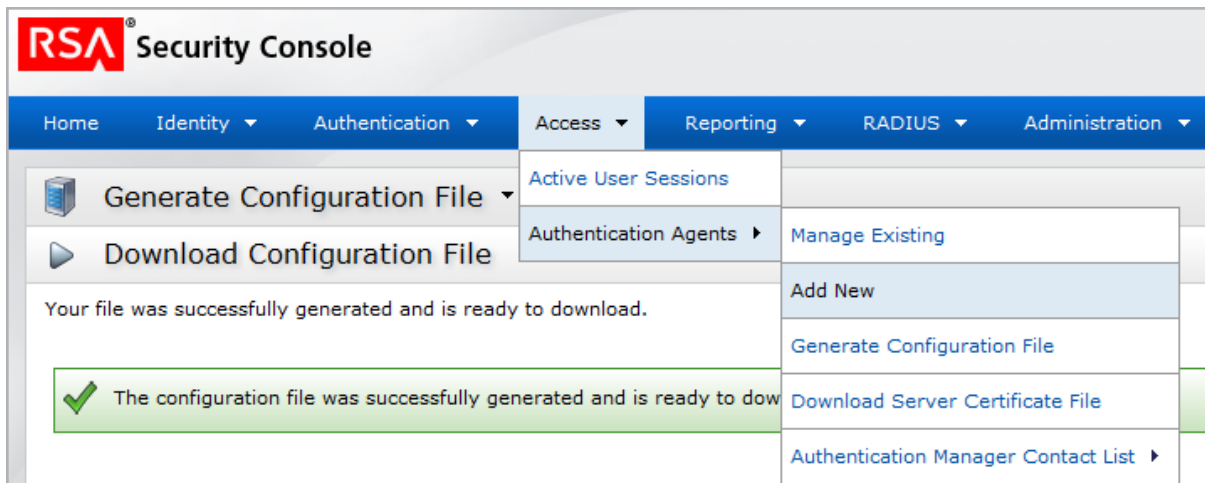 RSA® Security Console
Home Identity Authentication Access Reporting RADIUS Administration
Active User Sessions
Authentication Agents
Manage Existing
Add New
Generate Configuration File
Download Server Certificate File
Authentication Manager Contact List
Generate Configuration File
Download Configuration File
Your file was successfully generated and is ready to download.
The configuration file was successfully generated and is ready to dow